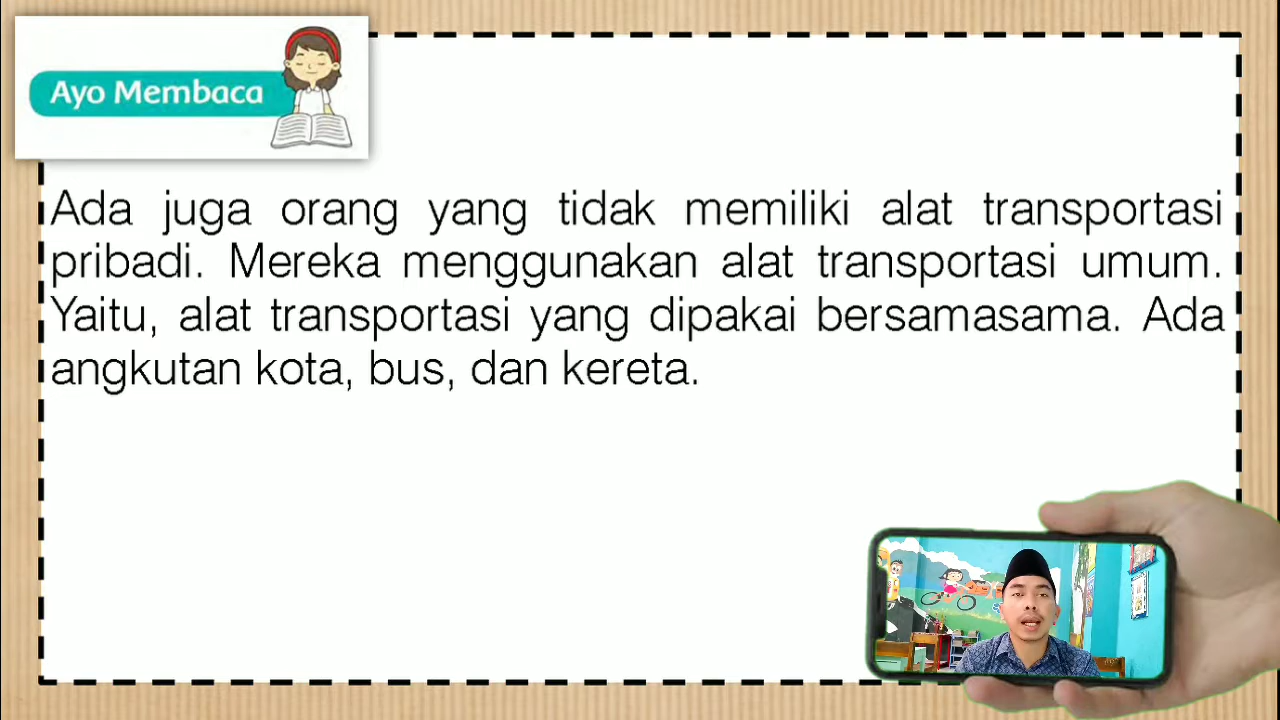 Ayo Membaca
Ada juga orang yang tidak memiliki alat transportasi
pribadi. Mereka menggunakan alat transportasi umum.
Yaitu, alat transportasi yang dipakai bersamasama. Ada
angkutan kota, bus, dan kereta.